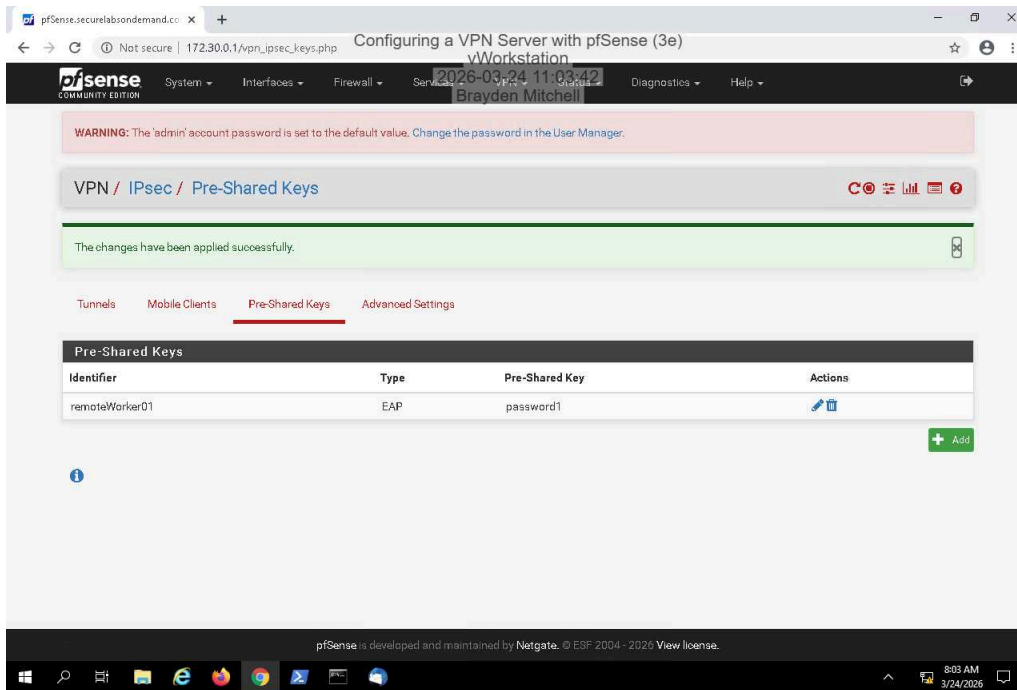 pfSense.securelabsondemand.co
Not secure 172.30.0.1/vpn_ipsec_keys.php
Configuring a VPN Server with pfSense (3e)
vWorkstation
2026-03-24 11:03:42
Brayden Mitchell
pfsense
COMMUNITY EDITION
System Interfaces Firewall Services VPN Status Diagnostics Help
WARNING: The 'admin' account password is set to the default value. Change the password in the User Manager.
VPN / IPsec / Pre-Shared Keys
The changes have been applied successfully.
Tunnels Mobile Clients Pre-Shared Keys Advanced Settings
Pre-Shared Keys
Identifier Type Pre-Shared Key Actions
remoteWorker01 EAP password1
Add
pfSense is developed and maintained by Netgate. © ESF 2004 - 2026 View license.
8:03 AM
3/24/2026